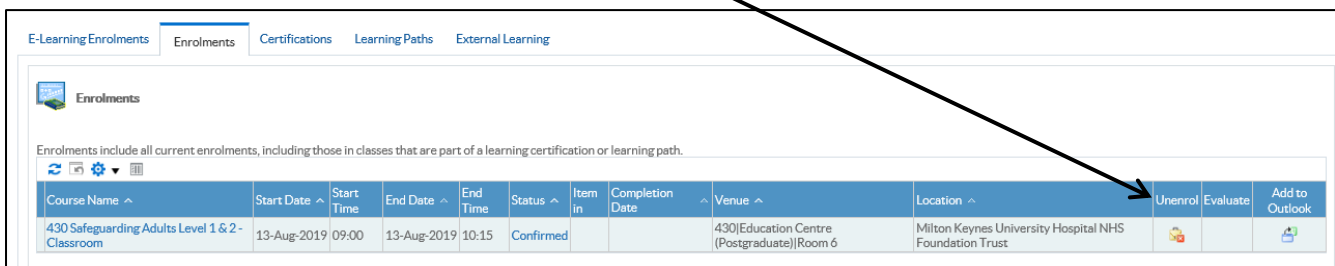 E-Learning Enrolments Enrolments Certifications Learning Paths External Learning
Enrolments
Enrolments include all current enrolments, including those in classes that are part of a learning certification or learning path.
Course Name Start Date Start Time End Date End Time Status Item in Completion Date Venue Location Unenrol Evaluate Add to Outlook
430 Safeguarding Adults Level 1 & 2 - Classroom 13-Aug-2019 09:00 13-Aug-2019 10:15 Confirmed 430|Education Centre (Postgraduate)|Room 6 Milton Keynes University Hospital NHS Foundation Trust